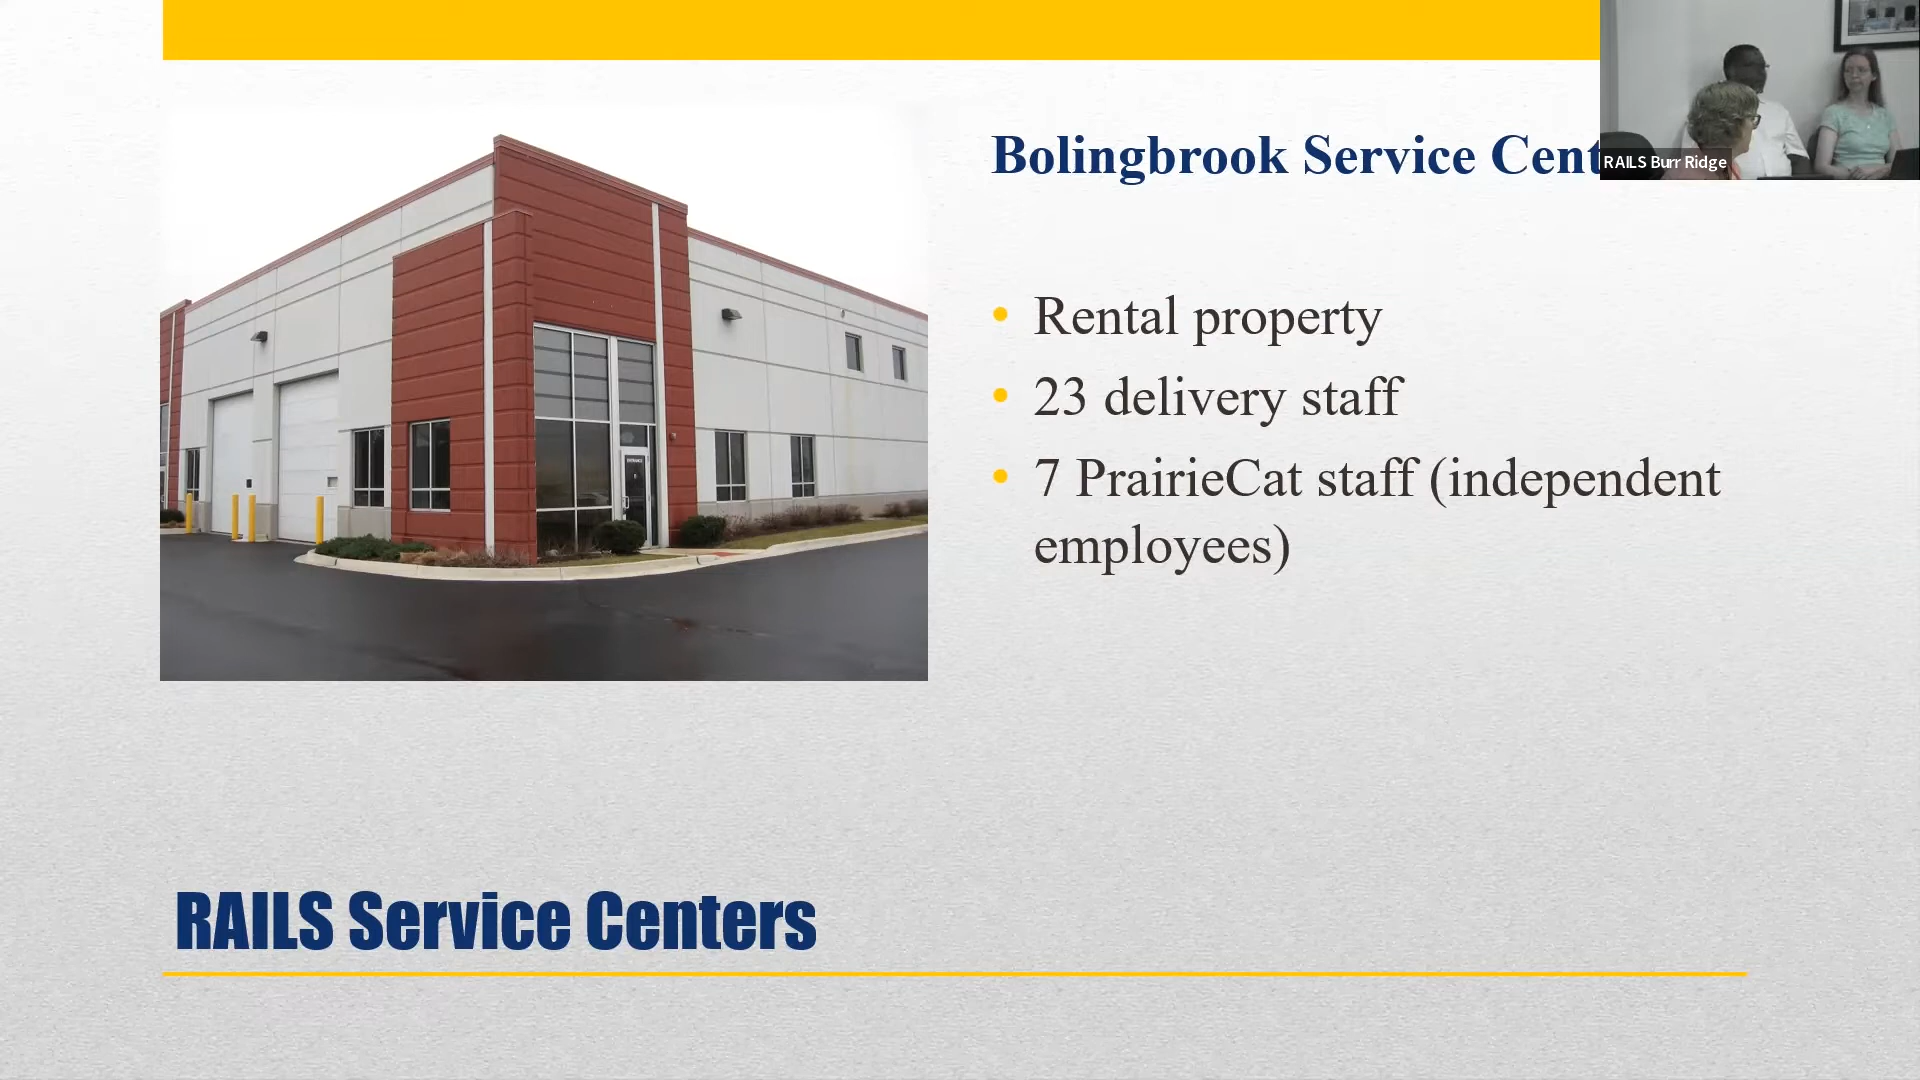 Bolingbrook Service Cent
RAILS Burr Ridge
• Rental property
• 23 delivery staff
• 7 PrairieCat staff (independent
employees)
RAILS Service Centers